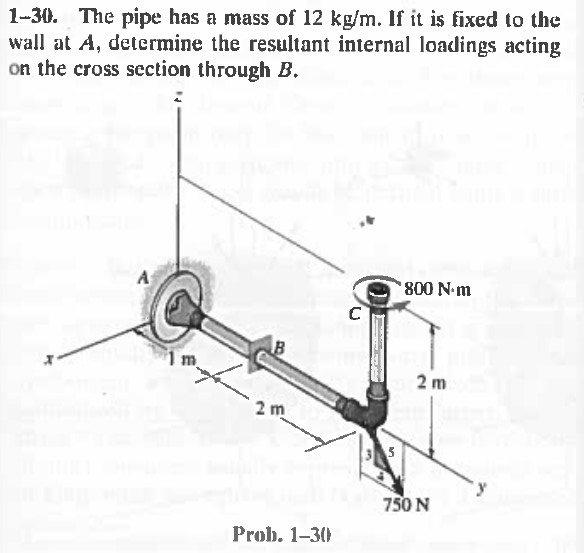 1–30. The pipe has a mass of 12 kg/m. If it is fixed to the
wall at A, determine the resultant internal loadings acting
on the cross section through B.
z
A
800 N·m
C
x
1 m
B
2 m
2 m
3
5
4
y
750 N
Prob. 1–30